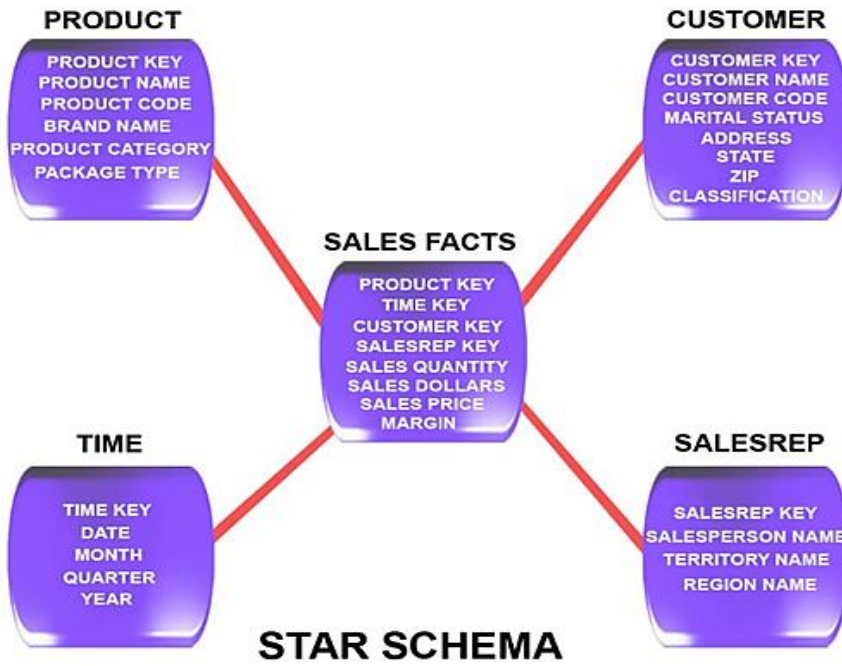 PRODUCT
PRODUCT KEY
PRODUCT NAME
PRODUCT CODE
BRAND NAME
PRODUCT CATEGORY
PACKAGE TYPE
CUSTOMER
CUSTOMER KEY
CUSTOMER NAME
CUSTOMER CODE
MARITAL STATUS
ADDRESS
STATE
ZIP
CLASSIFICATION
SALES FACTS
PRODUCT KEY
TIME KEY
CUSTOMER KEY
SALESREP KEY
SALES QUANTITY
SALES DOLLARS
SALES PRICE
MARGIN
TIME
TIME KEY
DATE
MONTH
QUARTER
YEAR
SALESREP
SALESREP KEY
SALESPERSON NAME
TERRITORY NAME
REGION NAME
STAR SCHEMA